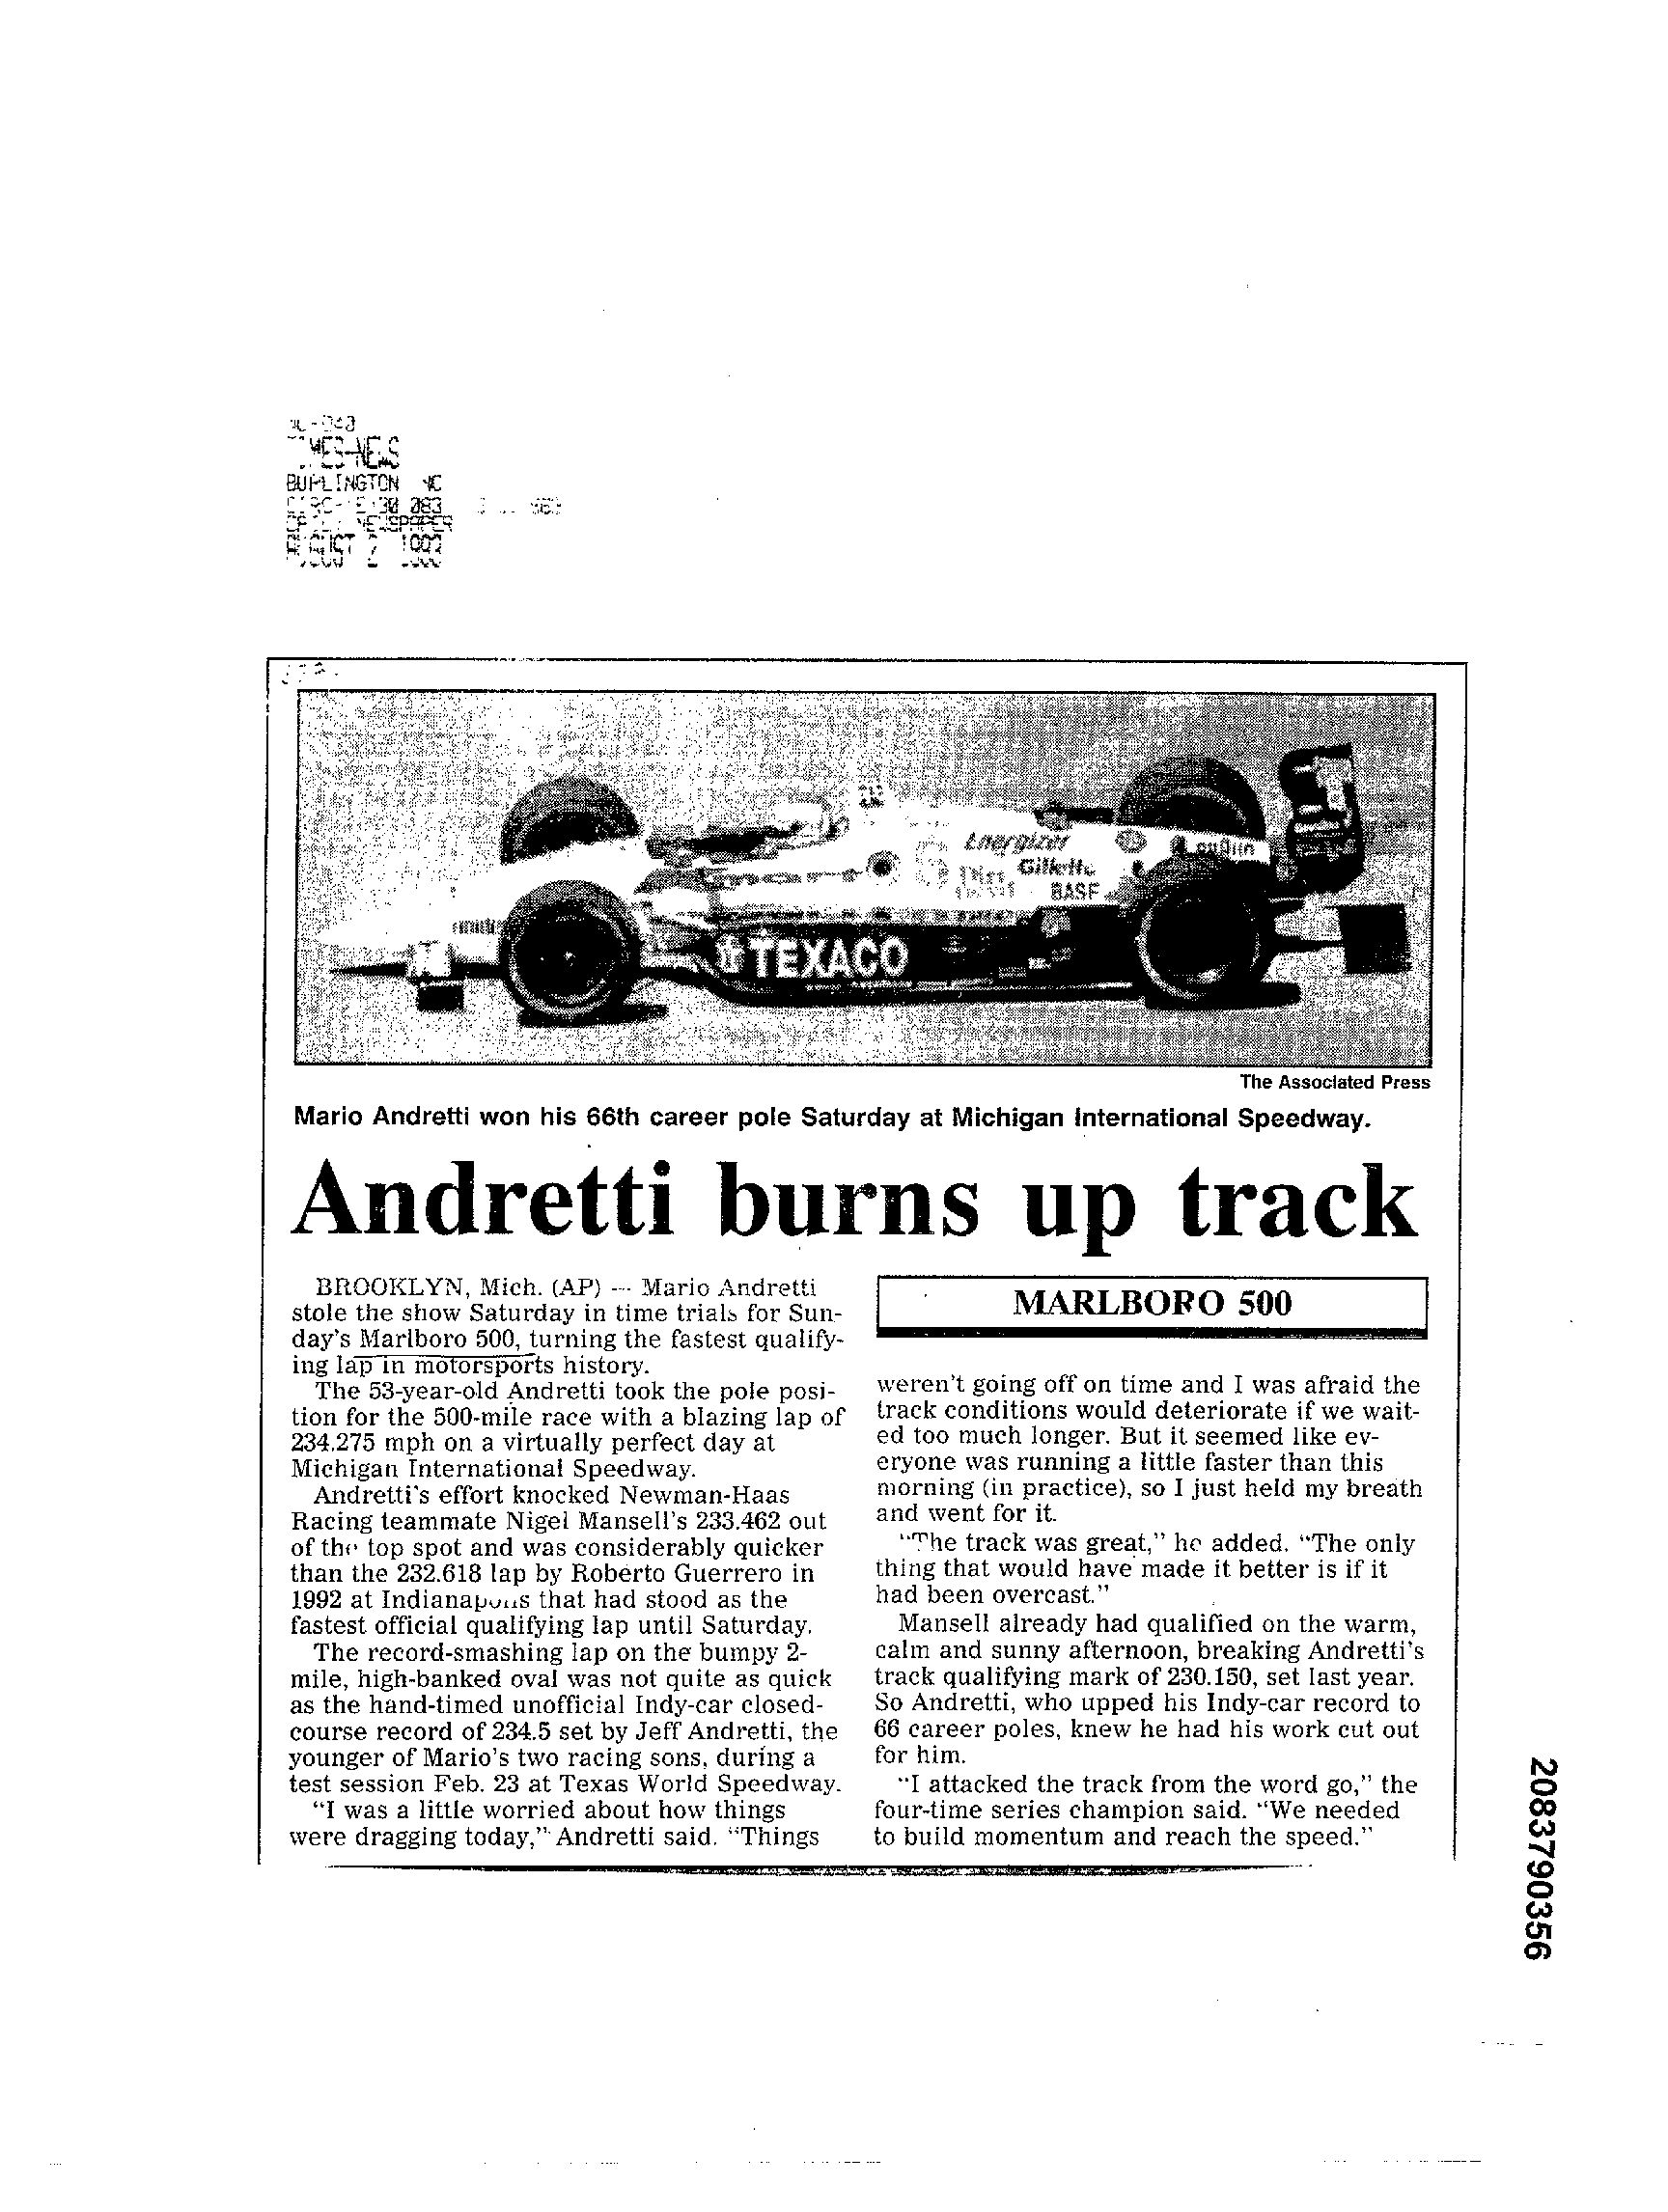 BURLINGTON NC
Energizer
Gillette
BASF
TEXACO
The Associated Press
Mario Andretti won his 66th career pole Saturday at Michigan International Speedway.
Andretti burns up track
BROOKLYN, Mich. (AP) — Mario Andretti
stole the show Saturday in time trials for Sun-
day's Marlboro 500, turning the fastest qualify-
ing lap in motorsports history.
The 53-year-old Andretti took the pole posi-
tion for the 500-mile race with a blazing lap of
234.275 mph on a virtually perfect day at
Michigan International Speedway.
Andretti's effort knocked Newman-Haas
Racing teammate Nigel Mansell's 233.462 out
of the top spot and was considerably quicker
than the 232.618 lap by Roberto Guerrero in
1992 at Indianapolis that had stood as the
fastest official qualifying lap until Saturday.
The record-smashing lap on the bumpy 2-
mile, high-banked oval was not quite as quick
as the hand-timed unofficial Indy-car closed-
course record of 234.5 set by Jeff Andretti, the
younger of Mario's two racing sons, during a
test session Feb. 23 at Texas World Speedway.
"I was a little worried about how things
were dragging today," Andretti said. "Things
MARLBORO 500
weren't going off on time and I was afraid the
track conditions would deteriorate if we wait-
ed too much longer. But it seemed like ev-
eryone was running a little faster than this
morning (in practice), so I just held my breath
and went for it.
"The track was great," he added. "The only
thing that would have made it better is if it
had been overcast."
Mansell already had qualified on the warm,
calm and sunny afternoon, breaking Andretti's
track qualifying mark of 230.150, set last year.
So Andretti, who upped his Indy-car record to
66 career poles, knew he had his work cut out
for him.
"I attacked the track from the word go," the
four-time series champion said. "We needed
to build momentum and reach the speed."
2083790356